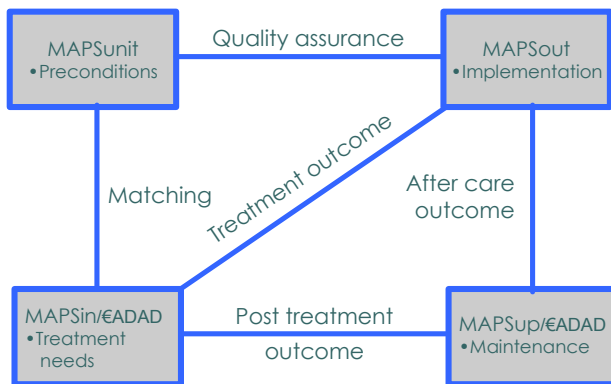 MAPSunit
•Preconditions
Quality assurance
MAPSout
•Implementation
Matching
Treatment outcome
After care
outcome
MAPSin/€ADAD
•Treatment
needs
Post treatment
outcome
MAPSup/€ADAD
•Maintenance